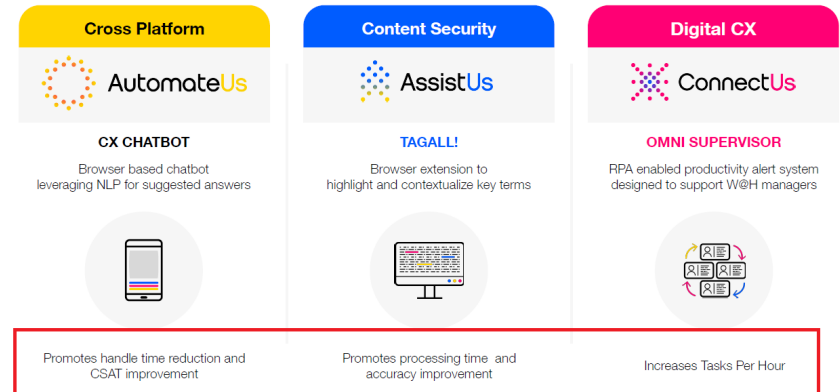 Cross Platform
AutomateUs
CX CHATBOT
Browser based chatbot
leveraging NLP for suggested answers
Promotes handle time reduction and
CSAT improvement
Content Security
AssistUs
TAGALL!
Browser extension to
highlight and contextualize key terms
Promotes processing time and
accuracy improvement
Digital CX
ConnectUs
OMNI SUPERVISOR
RPA enabled productivity alert system
designed to support W@H managers
Increases Tasks Per Hour